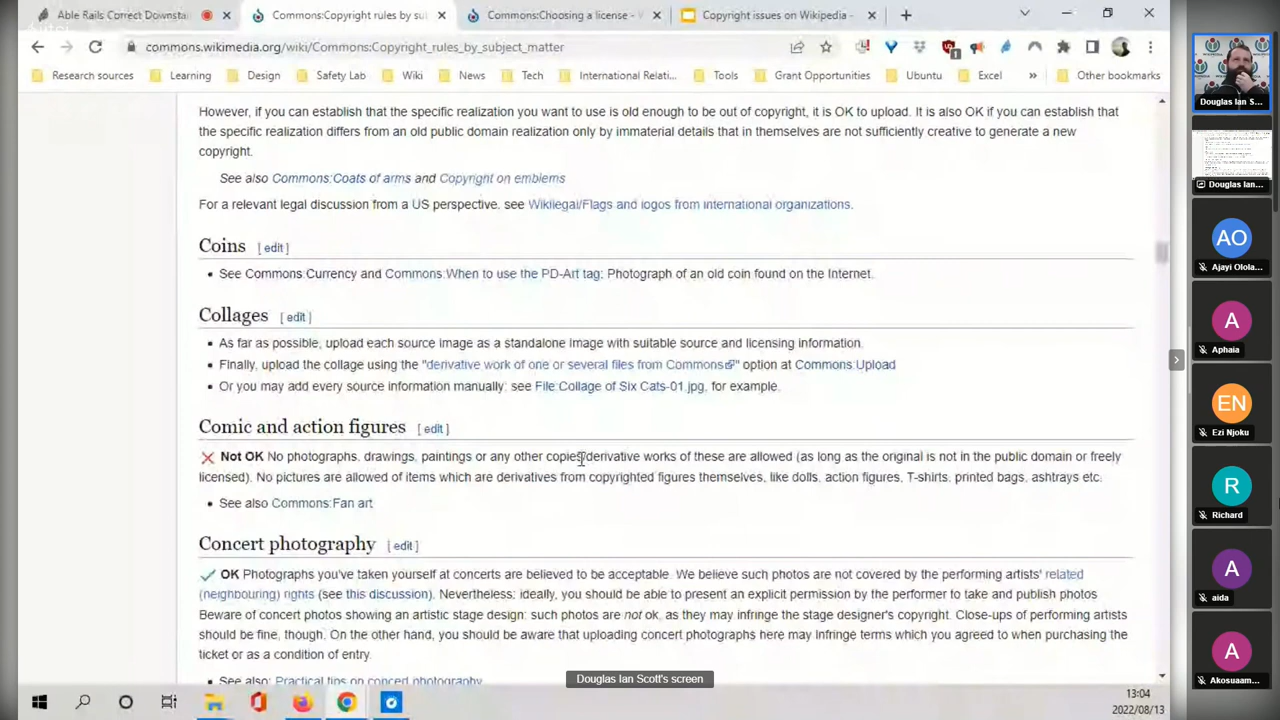 Able Rails Correct Downsta
Commons:Copyright rules by su
Commons:Choosing a license -
Copyright issues on Wikipedia -
commons.wikimedia.org/wiki/Commons:Copyright_rules_by_subject_matter
1
Research sources
Learning
Design
Safety Lab
Wiki
News
Tech
International Relati...
Tools
Grant Opportunities
Ubuntu
Excel
»
Other bookmarks
However, if you can establish that the specific realization you want to use is old enough to be out of copyright, it is OK to upload. It is also OK if you can establish that
the specific realization differs from an old public domain realization only by immaterial details that in themselves are not sufficiently creative to generate a new
copyright.
See also Commons:Coats of arms and Copyright on emblems
For a relevant legal discussion from a US perspective, see Wikilegal/Flags and logos from international organizations.
Coins [ edit ]
See Commons:Currency and Commons:When to use the PD-Art tag: Photograph of an old coin found on the Internet.
Collages [ edit ]
As far as possible, upload each source image as a standalone image with suitable source and licensing information.
Finally, upload the collage using the "derivative work of one or several files from Commons" option at Commons:Upload
Or you may add every source information manually: see File:Collage of Six Cats-01.jpg, for example.
Comic and action figures [ edit ]
Not OK No photographs, drawings, paintings or any other copies/derivative works of these are allowed (as long as the original is not in the public domain or freely
licensed). No pictures are allowed of items which are derivatives from copyrighted figures themselves, like dolls, action figures, T-shirts, printed bags, ashtrays etc.
See also Commons:Fan art
Concert photography [ edit ]
OK Photographs you've taken yourself at concerts are believed to be acceptable. We believe such photos are not covered by the performing artists' related
(neighbouring) rights (see this discussion). Nevertheless: ideally, you should be able to present an explicit permission by the performer to take and publish photos
Beware of concert photos showing an artistic stage design: such photos are not ok, as they may infringe the stage designer's copyright. Close-ups of performing artists
should be fine, though. On the other hand, you should be aware that uploading concert photographs here may infringe terms which you agreed to when purchasing the
ticket or as a condition of entry.
See also: Practical tips on concert photography
Douglas Ian Scott's screen
13:04
2022/08/13
Douglas Ian S...
Douglas Ian...
AO
Ajayi Olola...
A
Aphaia
EN
Ezi Njoku
R
Richard
A
aida
A
Akosuaam...